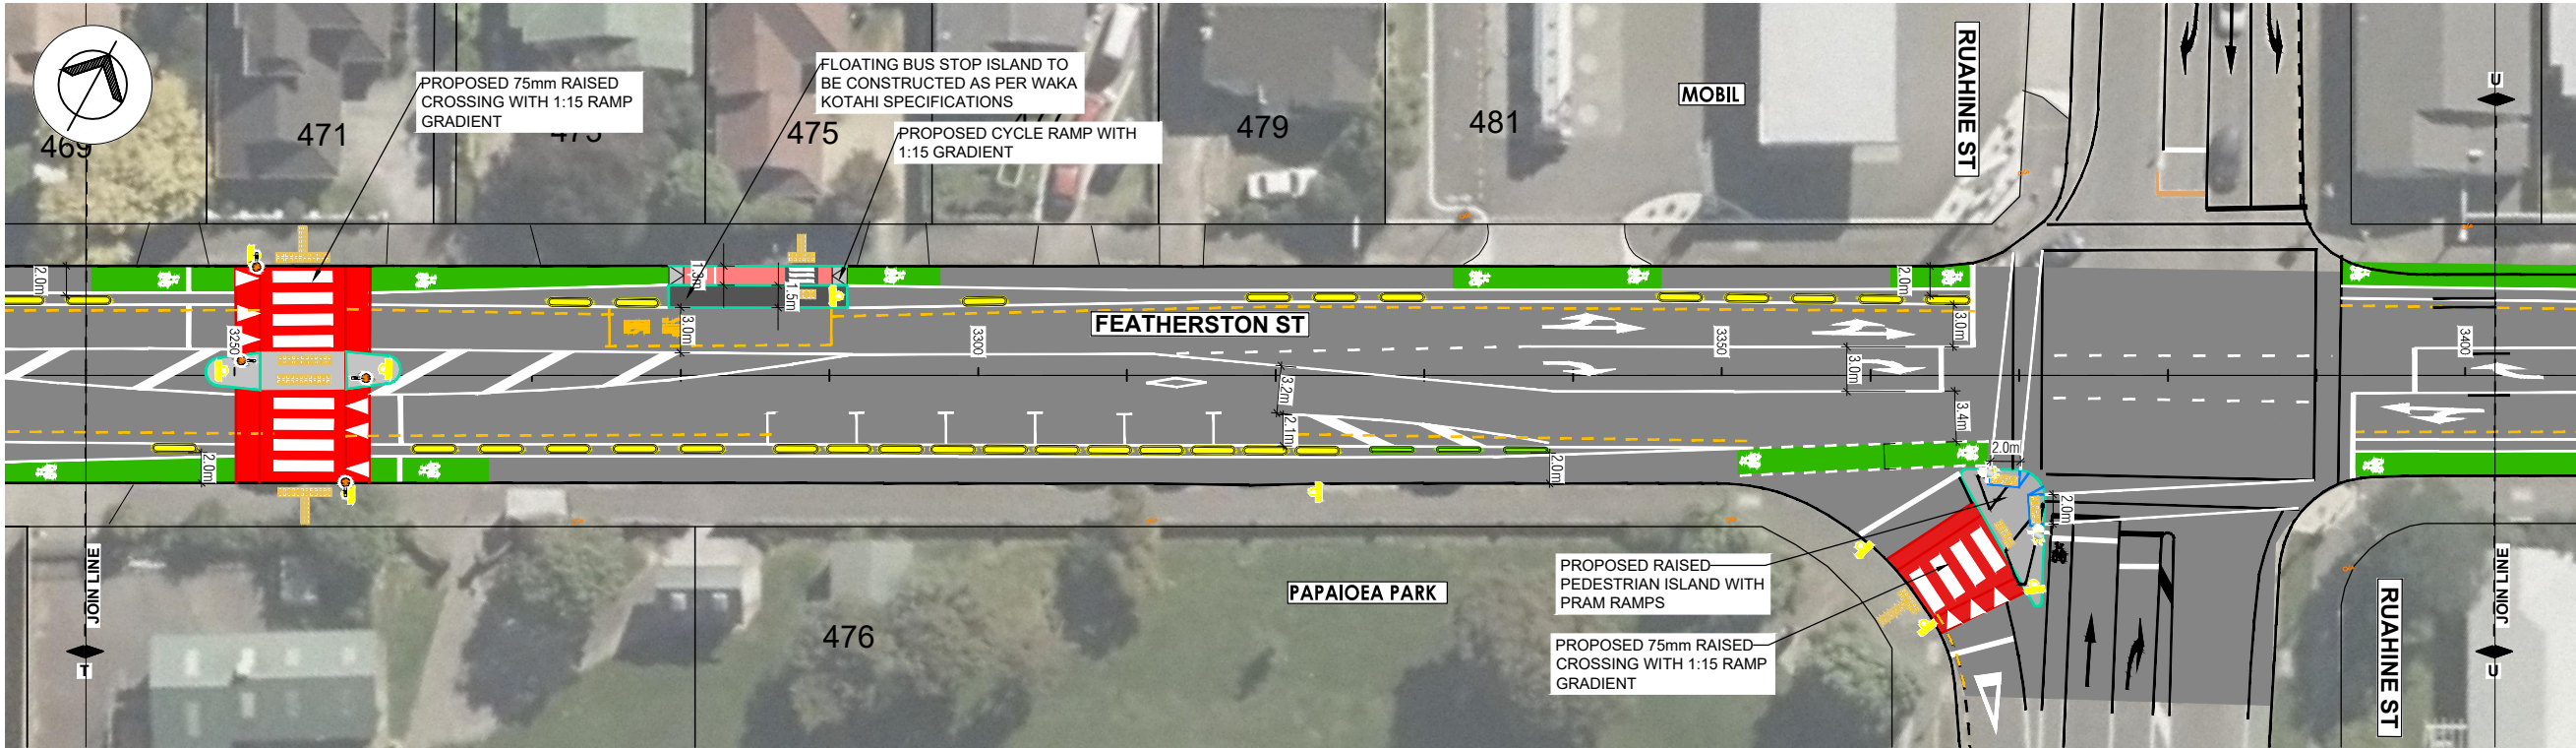 PROPOSED 75mm RAISED
CROSSING WITH 1:15 RAMP
GRADIENT
FLOATING BUS STOP ISLAND TO
BE CONSTRUCTED AS PER WAKA
KOTAHI SPECIFICATIONS
PROPOSED CYCLE RAMP WITH
1:15 GRADIENT
469
471
475
479
481
MOBIL
RUAHINE ST
U
2.0m
1.5m
3.0m
3250
3300
FEATHERSTON ST
3350
2.0m
3.0m
3.0m
3400
3.2m
2.1m
3.4m
2.0m
2.0m
2.0m
2.0m
JOIN LINE
T
476
PAPAIOEA PARK
PROPOSED RAISED
PEDESTRIAN ISLAND WITH
PRAM RAMPS
PROPOSED 75mm RAISED
CROSSING WITH 1:15 RAMP
GRADIENT
RUAHINE ST
JOIN LINE
U